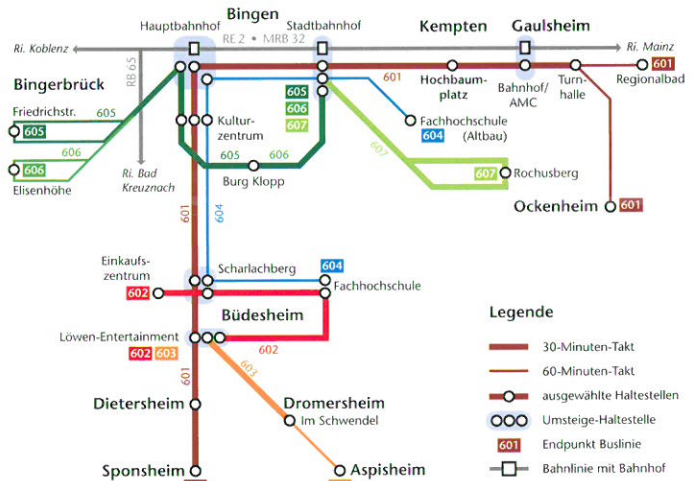 Bingen
Hauptbahnhof
Stadtbahnhof
Kempten
Gaulsheim
Ri. Koblenz
RE 2 • MRB 32
Ri. Mainz
RB 65
Bingerbrück
Friedrichstr.
605
605
606
606
Elisenhöhe
Ri. Bad
Kreuznach
Kultur-
zentrum
605
606
607
605
606
Burg Klopp
601
Fachhochschule
604
(Altbau)
Hochbaum-
platz
Bahnhof/
AMC
Turn-
halle
601
Regionalbad
607
607
Rochusberg
Ockenheim
601
601
604
Einkaufs-
zentrum
602
Scharlachberg
604
Fachhochschule
Büdesheim
Löwen-Entertainment
602
603
602
601
603
Dietersheim
Dromersheim
Im Schwendel
Sponsheim
Aspisheim
Legende
30-Minuten-Takt
60-Minuten-Takt
ausgewählte Haltestellen
Umsteige-Haltestelle
601
Endpunkt Buslinie
Bahnlinie mit Bahnhof